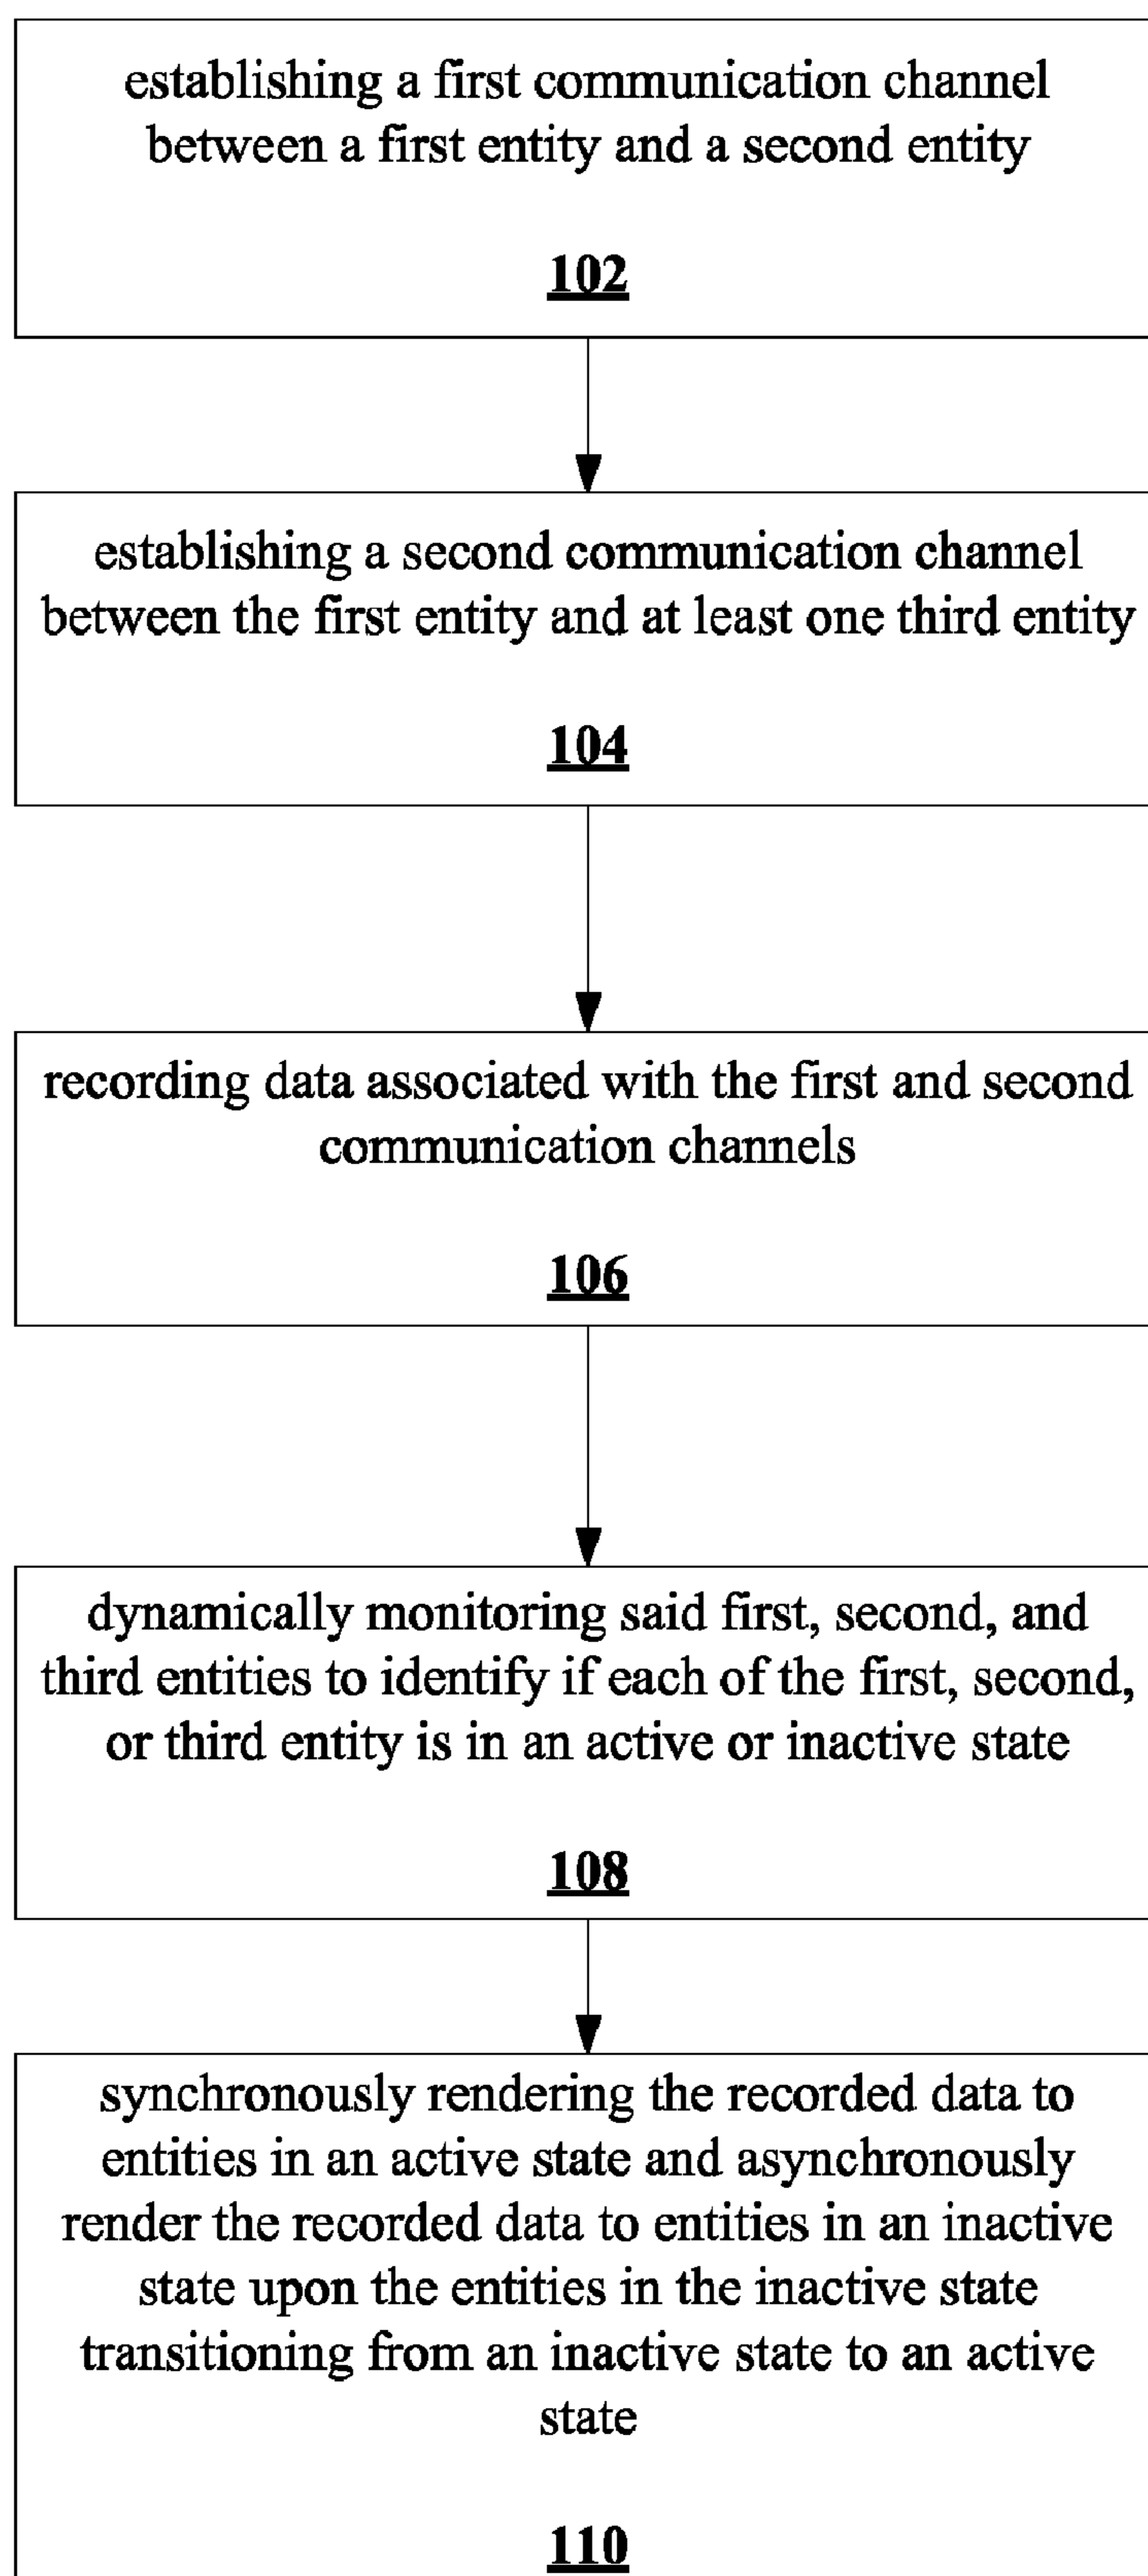 establishing a first communication channel
between a first entity and a second entity
102
establishing a second communication channel
between the first entity and at least one third entity
104
recording data associated with the first and second
communication channels
106
dynamically monitoring said first, second, and
third entities to identify if each of the first, second,
or third entity is in an active or inactive state
108
synchronously rendering the recorded data to
entities in an active state and asynchronously
render the recorded data to entities in an inactive
state upon the entities in the inactive state
transitioning from an inactive state to an active
state
110